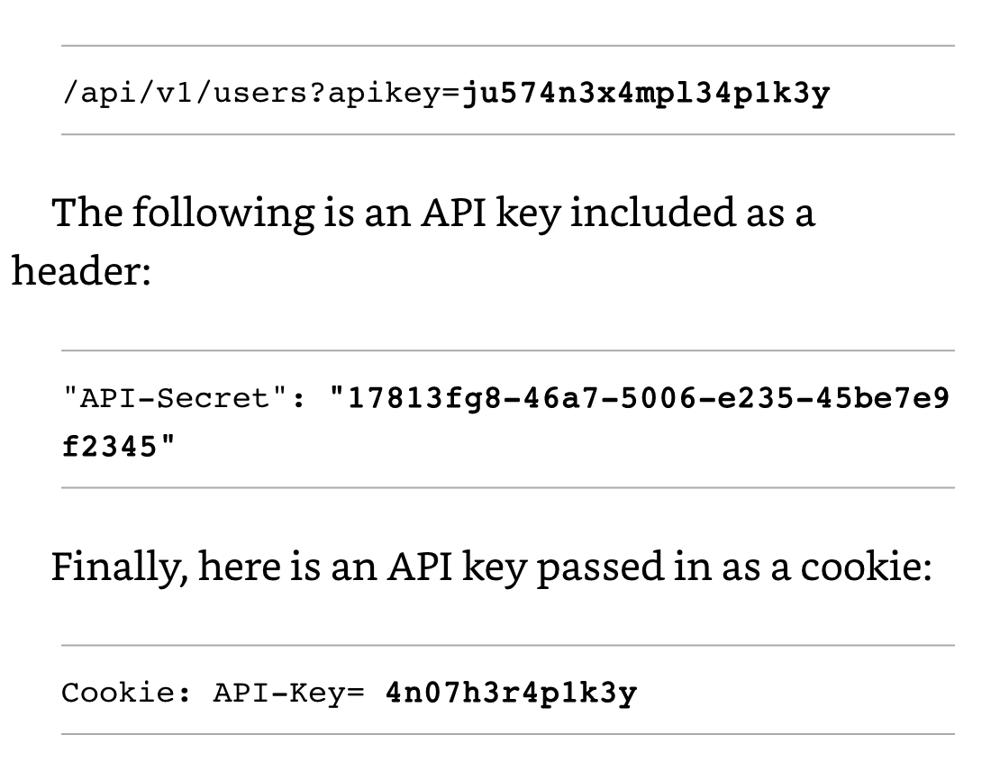 /api/v1/users?apikey=ju574n3x4mpl34p1k3y
The following is an API key included as a
header:
"API-Secret": "17813fg8-46a7-5006-e235-45be7e9
f2345"
Finally, here is an API key passed in as a cookie:
Cookie: API-Key= 4n07h3r4p1k3y